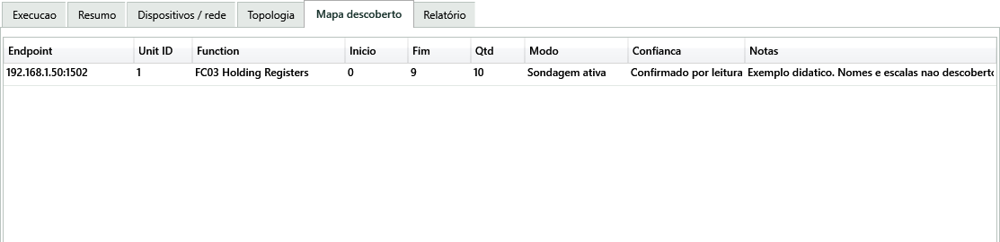 Execucao Resumo Dispositivos / rede Topologia Mapa descoberto Relatório
Endpoint Unit ID Function Inicio Fim Qtd Modo Confianca Notas
192.168.1.50:1502 1 FC03 Holding Registers 0 9 10 Sondagem ativa Confirmado por leitura Exemplo didatico. Nomes e escalas nao descoberto